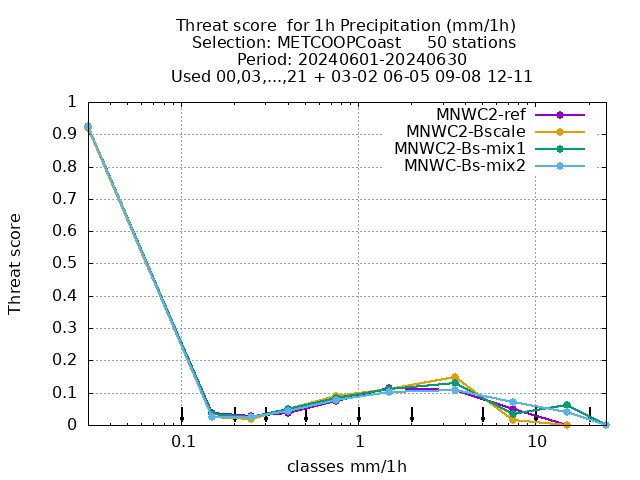 Threat score  for 1h Precipitation (mm/1h)
Selection: METCOOPCoast     50 stations
Period: 20240601-20240630
Used 00,03,...,21 + 03-02 06-05 09-08 12-11
MNWC2-ref
MNWC2-Bscale
MNWC2-Bs-mix1
MNWC-Bs-mix2
Threat score
1
0.9
0.8
0.7
0.6
0.5
0.4
0.3
0.2
0.1
0
0.1 1 10
classes mm/1h